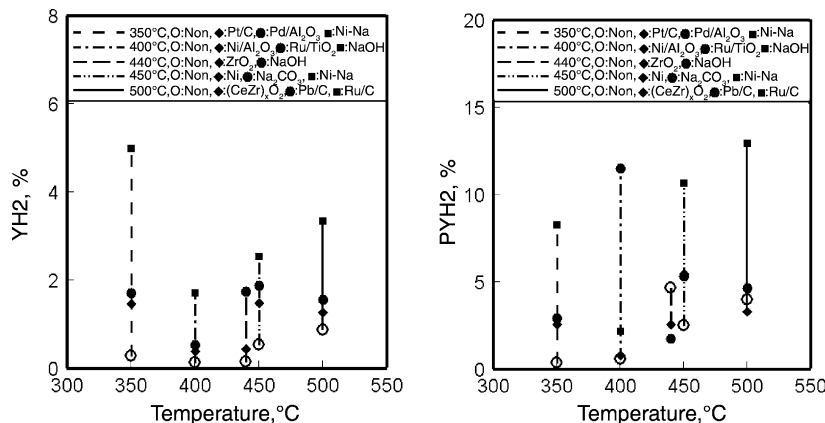 8
350°C,O:Non, ◆:Pt/C, ●:Pd/Al2O3 ■:Ni-Na
400°C,O:Non, ◆:Ni/Al2O3 ●:Ru/TiO2 ■:NaOH
440°C,O:Non, ◆:ZrO2, ●:NaOH
450°C,O:Non, ◆:Ni, ●:Na2CO3, ■:Ni-Na
500°C,O:Non, ◆:(CeZr)xO2, ●:Pb/C, ■:Ru/C
6
4
2
0
YH2, %
300 350 400 450 500 550
Temperature,°C
20
350°C,O:Non, ◆:Pt/C, ●:Pd/Al2O3 ■:Ni-Na
400°C,O:Non, ◆:Ni/Al2O3 ●:Ru/TiO2 ■:NaOH
440°C,O:Non, ◆:ZrO2, ●:NaOH
450°C,O:Non, ◆:Ni, ●:Na2CO3, ■:Ni-Na
500°C,O:Non, ◆:(CeZr)xO2, ●:Pb/C, ■:Ru/C
15
10
5
0
PYH2, %
300 350 400 450 500 550
Temperature,°C